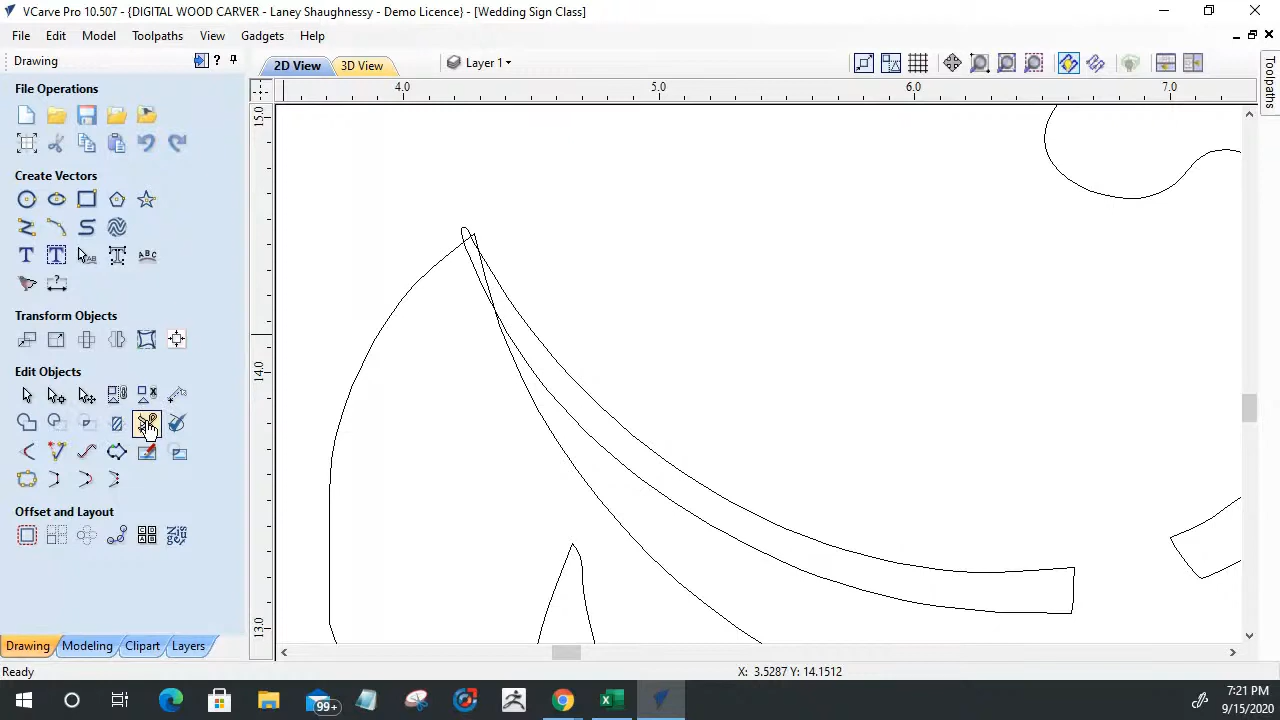 VCarve Pro 10.507 - {DIGITAL WOOD CARVER - Laney Shaughnessy - Demo Licence} - [Wedding Sign Class]
File Edit Model Toolpaths View Gadgets Help
Drawing
2D View 3D View Layer 1
File Operations
4.0 5.0 6.0 7.0
15.0
Create Vectors
Transform Objects
14.0
Edit Objects
Offset and Layout
13.0
Drawing Modeling Clipart Layers
Toolpaths
Ready X: 3.5287 Y: 14.1512
99+
7:21 PM
9/15/2020